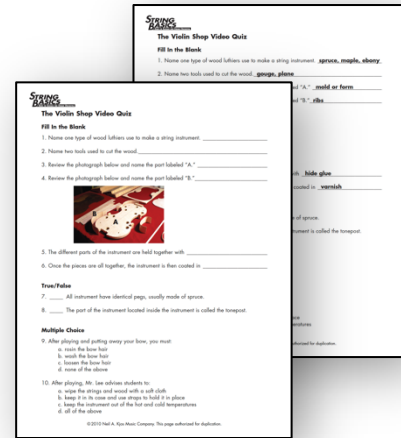 STRING
BASICS
The Violin Shop Video Quiz
Fill In the Blank
1. Name one type of wood luthiers use to make a string instrument. spruce, maple, ebony
2. Name two tools used to cut the wood. gouge, plane
ed "A." mold or form
ed "B." ribs
hide glue
coated in varnish
of spruce.
instrument is called the tonepost.
STRING
BASICS
The Violin Shop Video Quiz
Fill In the Blank
1. Name one type of wood luthiers use to make a string instrument.
2. Name two tools used to cut the wood.
3. Review the photograph below and name the part labeled "A."
4. Review the photograph below and name the part labeled "B."
B
A
5. The different parts of the instrument are held together with
6. Once the pieces are all together, the instrument is then coated in
True/False
7. ____ All instrument have identical pegs, usually made of spruce.
8. ____ The part of the instrument located inside the instrument is called the tonepost.
Multiple Choice
9. After playing and putting away your bow, you must:
a. rosin the bow hair
b. wash the bow hair
c. loosen the bow hair
d. none of the above
10. After playing, Mr. Lee advises students to:
a. wipe the strings and wood with a soft cloth
b. keep it in its case and use straps to hold it in place
c. keep the instrument out of the hot and cold temperatures
d. all of the above
©2010 Neil A. Kjos Music Company. This page authorized for duplication.